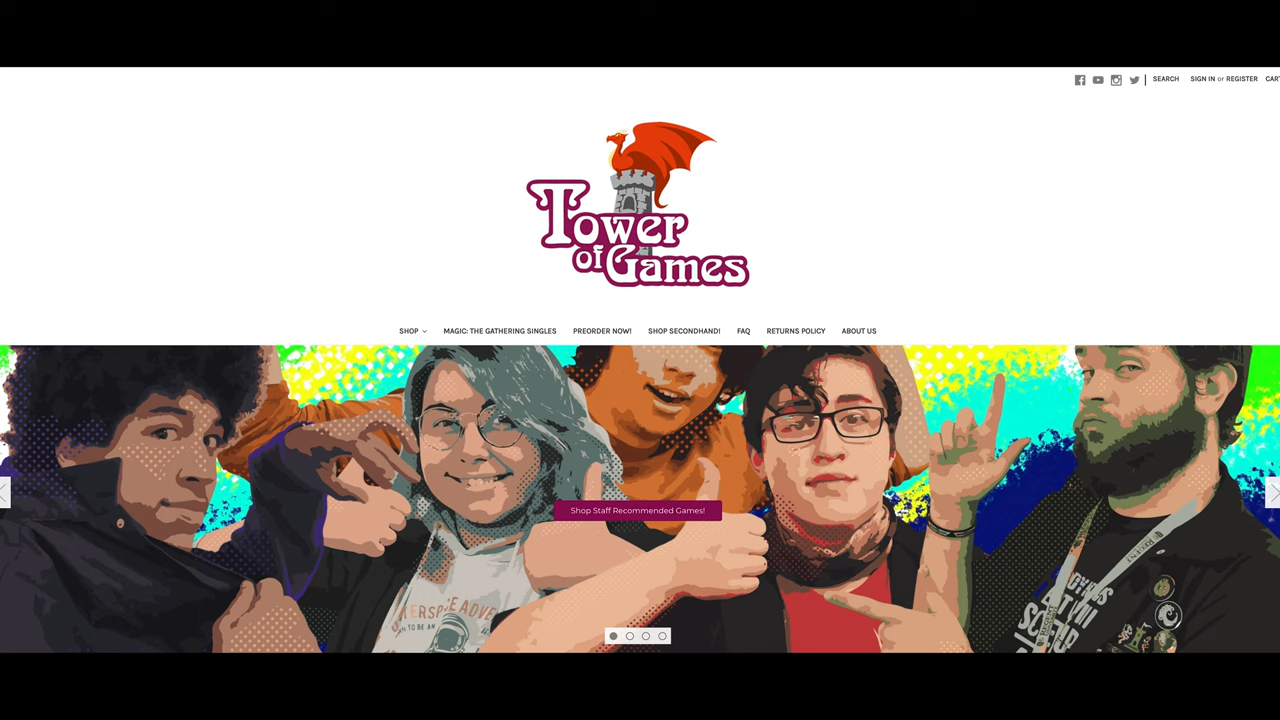 SEARCH SIGN IN or REGISTER
Tower
of Games
SHOP MAGIC: THE GATHERING SINGLES PREORDER NOW! SHOP SECONDHAND! FAQ RETURNS POLICY ABOUT US
Shop Staff Recommended Games!